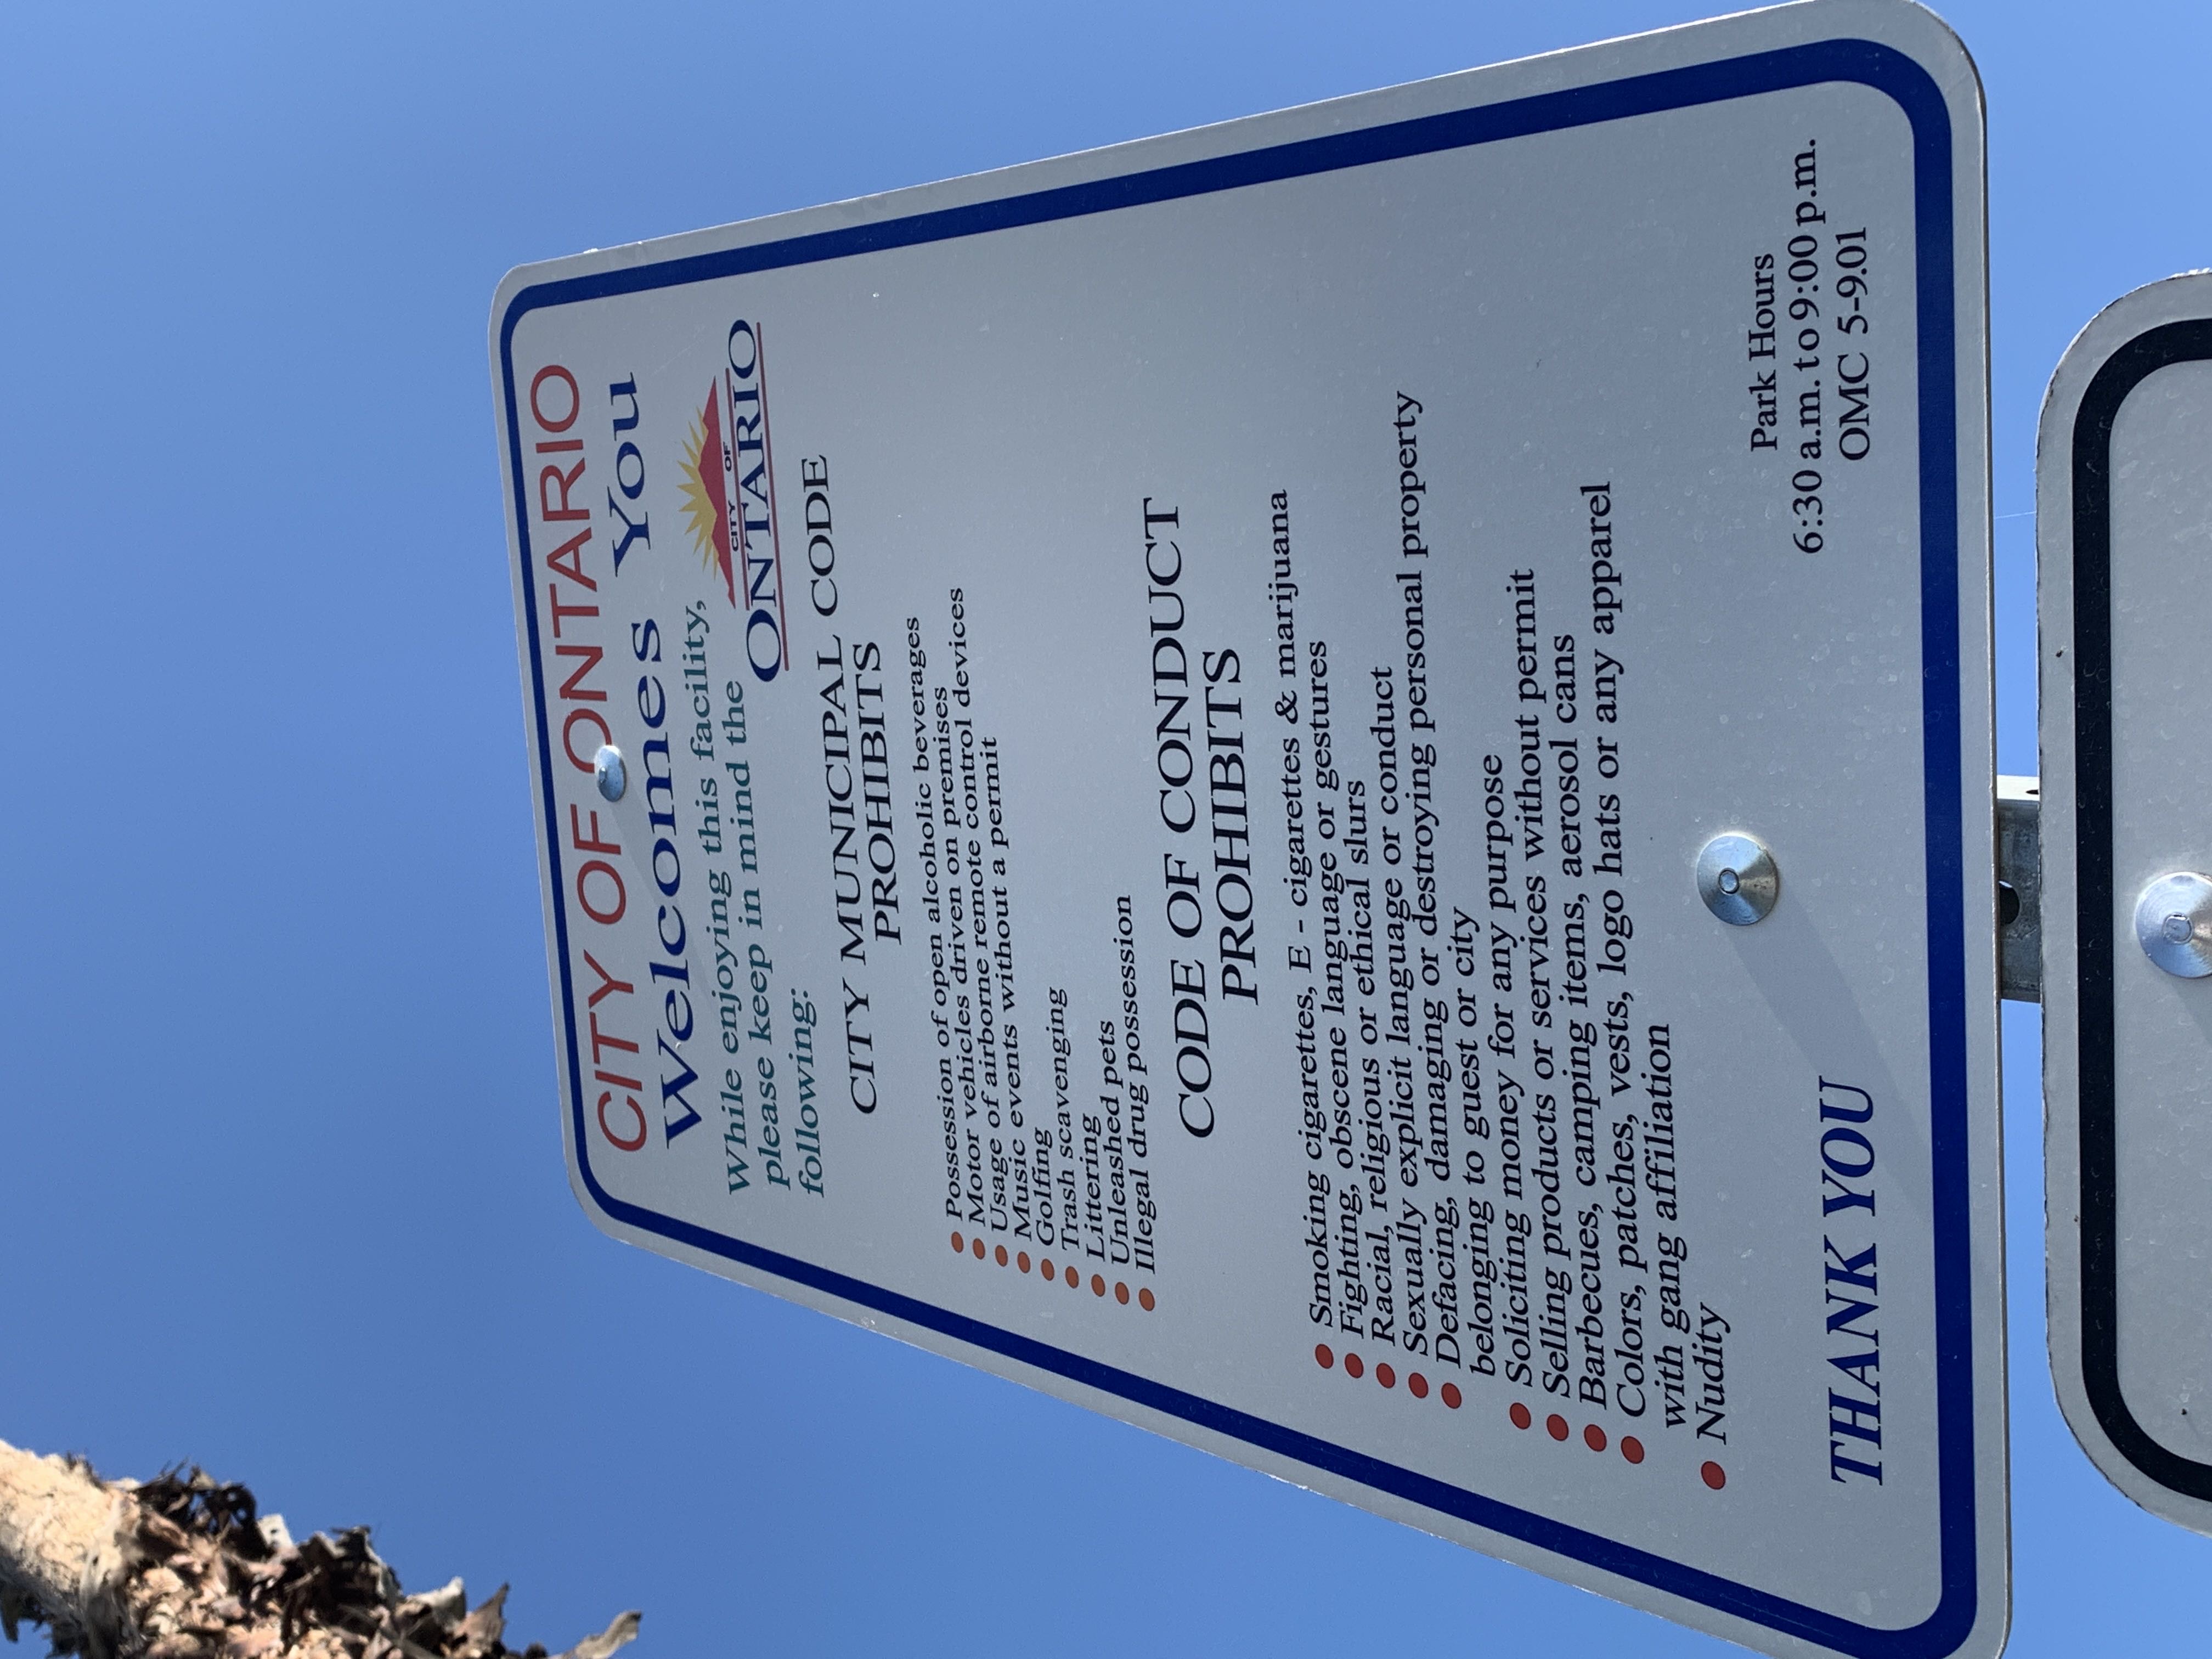 CITY OF ONTARIO
Welcomes You
While enjoying this facility,
please keep in mind the
following:
CITY OF
ONTARIO
CITY MUNICIPAL CODE
PROHIBITS
• Possession of open alcoholic beverages
• Motor vehicles driven on premises
• Usage of airborne remote control devices
• Music events without a permit
• Golfing
• Trash scavenging
• Littering
• Unleashed pets
• Illegal drug possession
CODE OF CONDUCT
PROHIBITS
• Smoking cigarettes, E - cigarettes & marijuana
• Fighting, obscene language or gestures
• Racial, religious or ethical slurs
• Sexually explicit language or conduct
• Defacing, damaging or destroying personal property
belonging to guest or city
• Soliciting money for any purpose
• Selling products or services without permit
• Barbecues, camping items, aerosol cans
• Colors, patches, vests, logo hats or any apparel
with gang affiliation
• Nudity
THANK YOU
Park Hours
6:30 a.m. to 9:00 p.m.
OMC 5-9.01